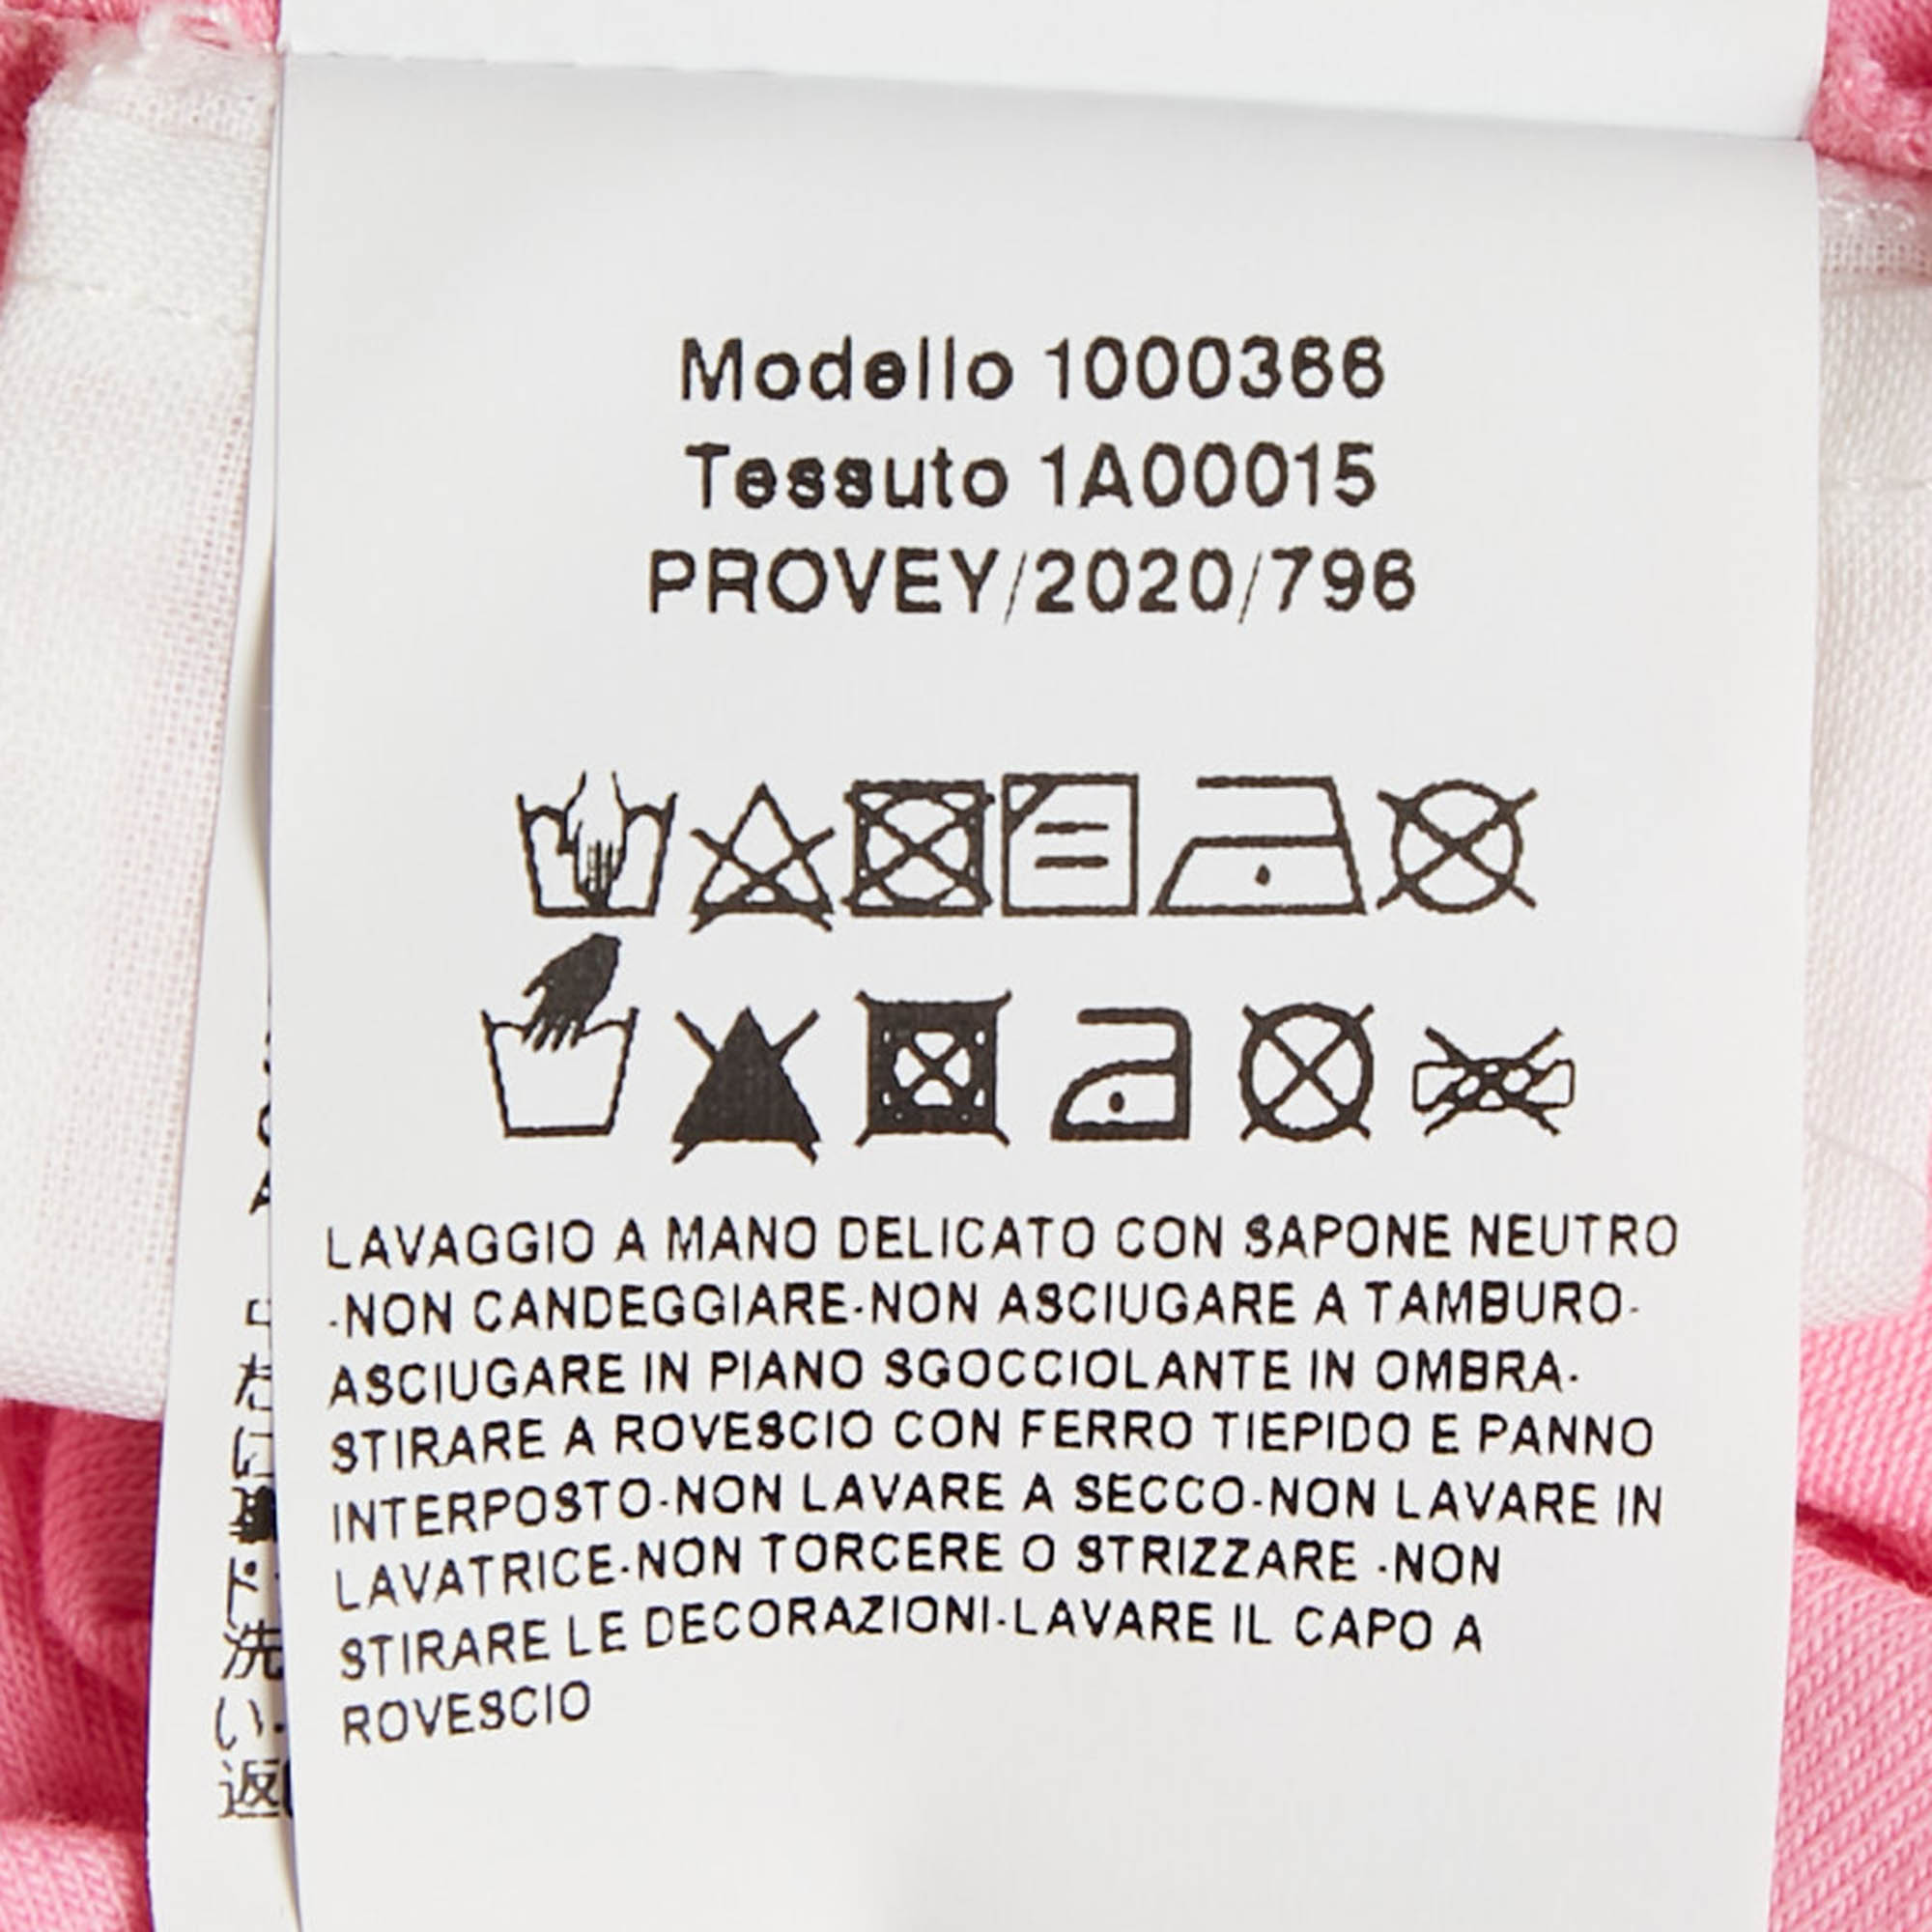 Modello 1000366
Tessuto 1A00015
PROVEY/2020/796
LAVAGGIO A MANO DELICATO CON SAPONE NEUTRO
-NON CANDEGGIARE-NON ASCIUGARE A TAMBURO-
ASCIUGARE IN PIANO SGOCCIOLANTE IN OMBRA-
STIRARE A ROVESCIO CON FERRO TIEPIDO E PANNO
INTERPOSTO-NON LAVARE A SECCO-NON LAVARE IN
LAVATRICE-NON TORCERE O STRIZZARE -NON
STIRARE LE DECORAZIONI-LAVARE IL CAPO A
ROVESCIO